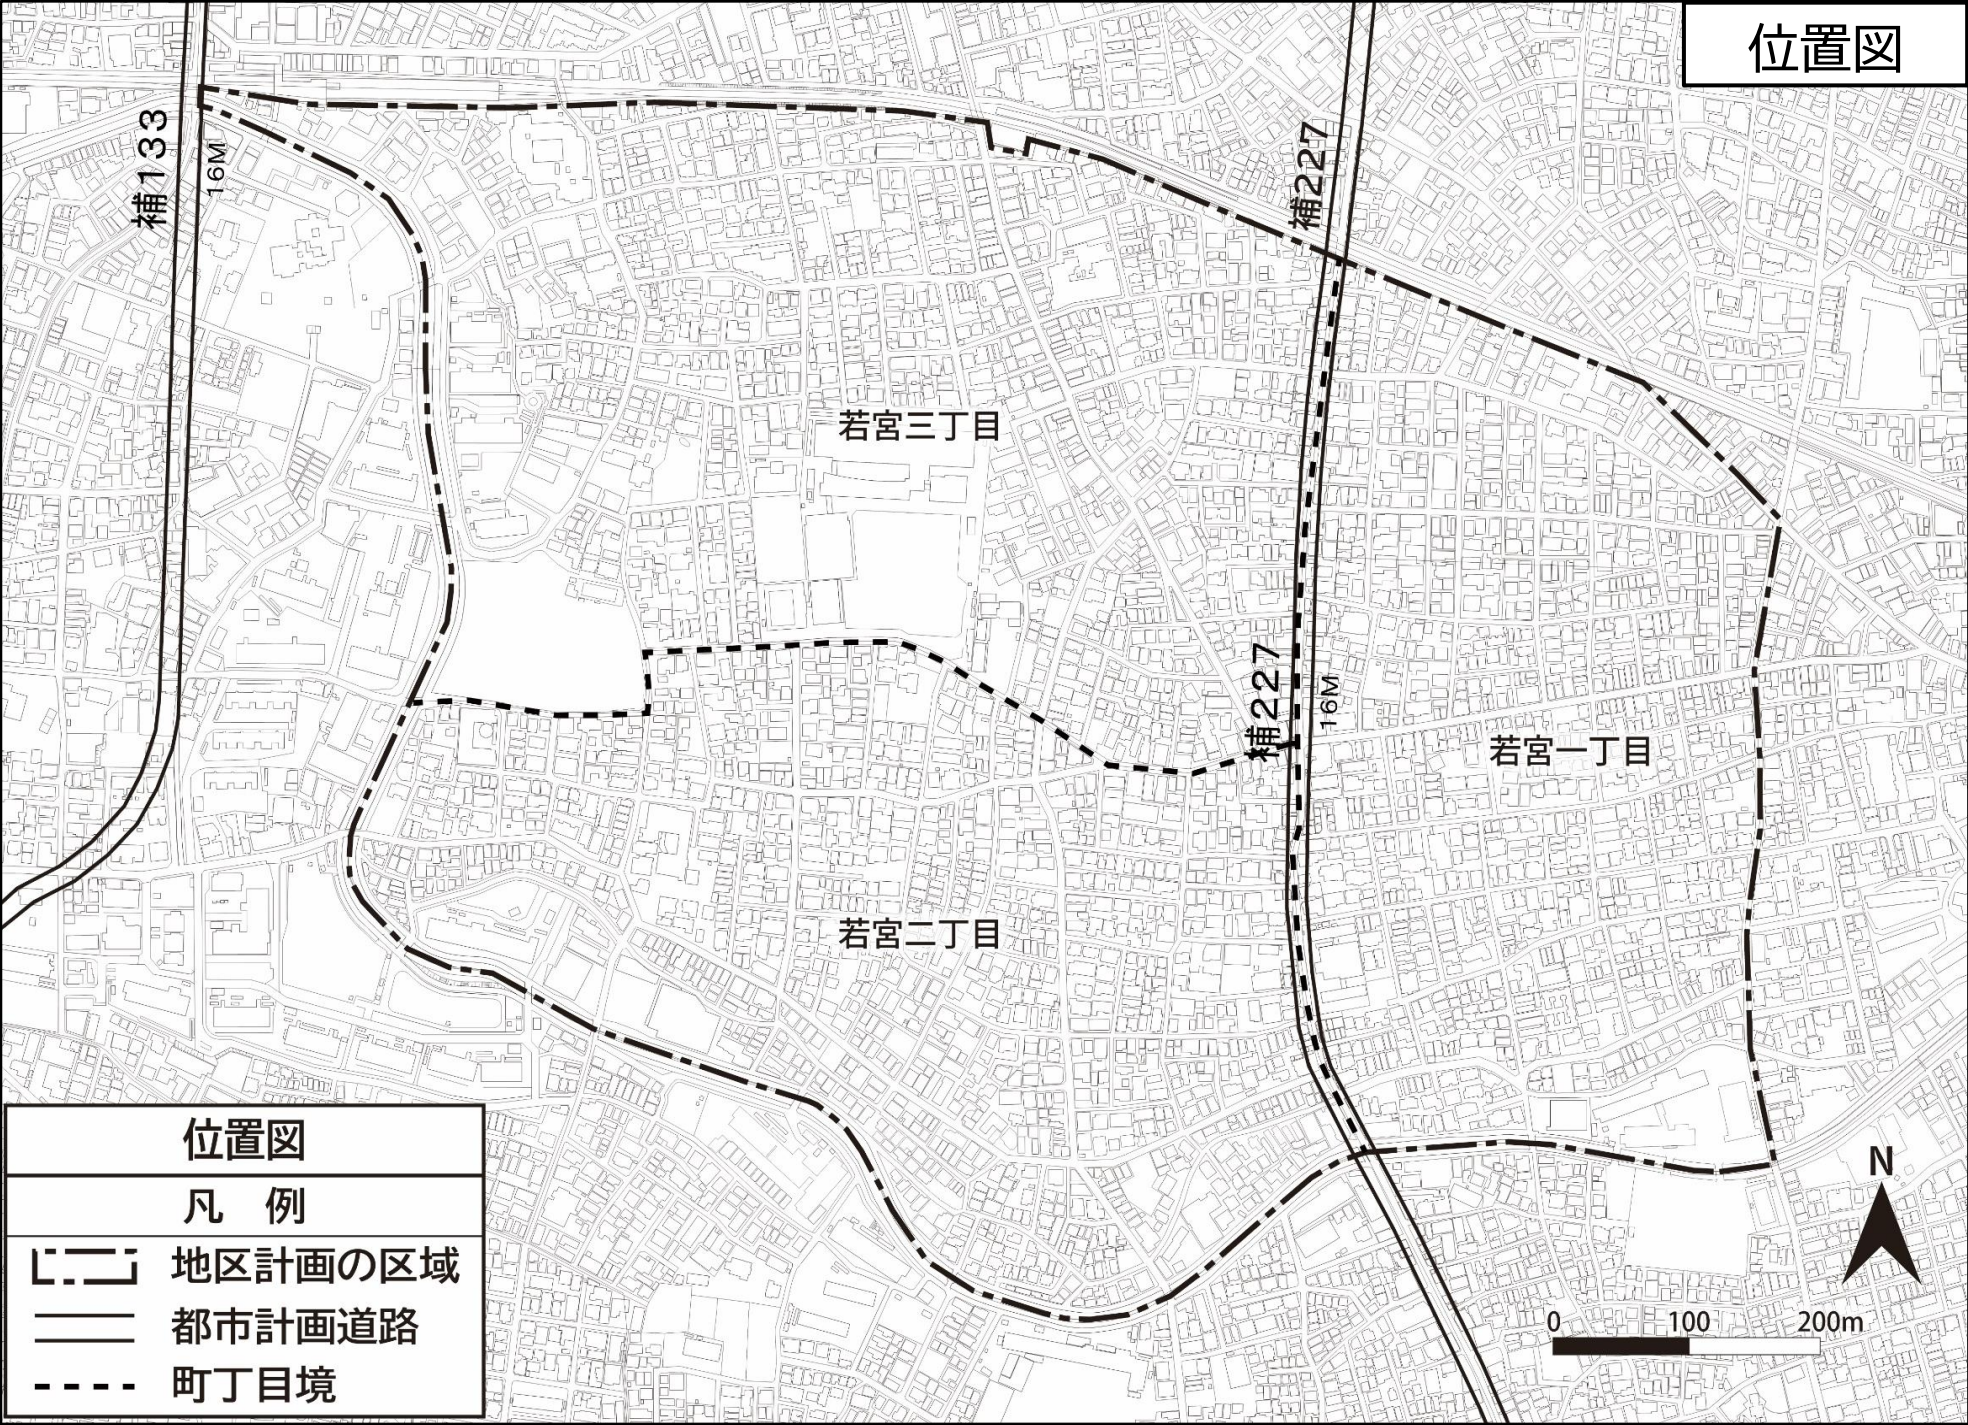 位置図
補133
16M
補227
若宮三丁目
補227
16M
若宮一丁目
若宮二丁目
位置図
凡 例
地区計画の区域
都市計画道路
町丁目境
N
0 100 200m